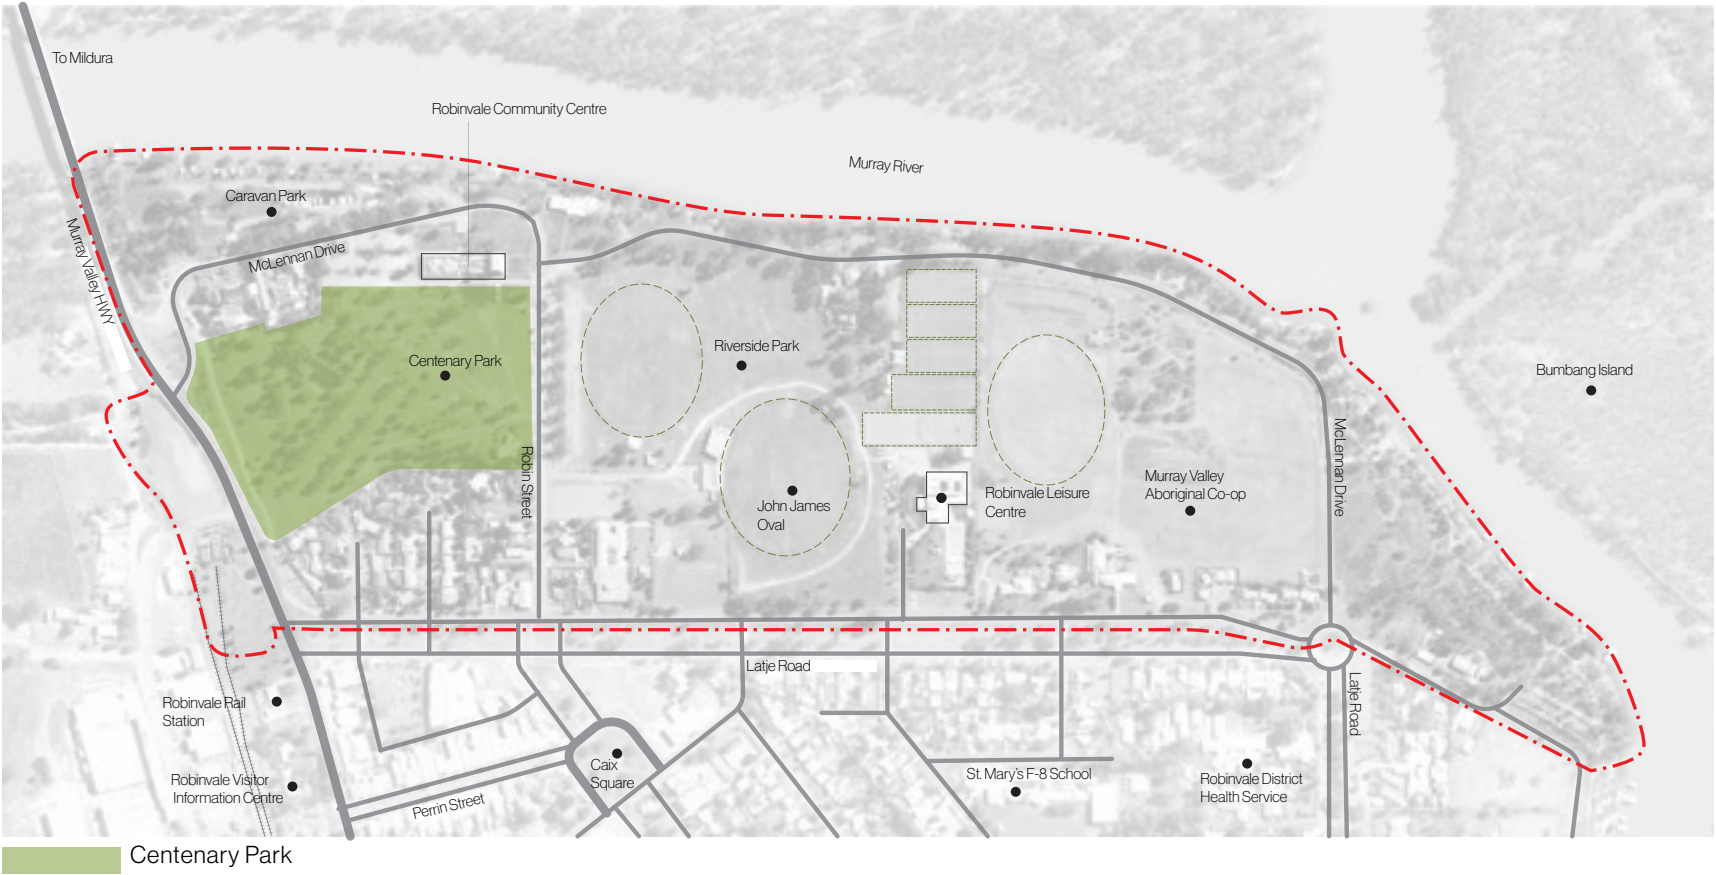 To Mildura
Robinvale Community Centre
Murray River
Caravan Park
Murray Valley HWY
McLennan Drive
Centenary Park
Riverside Park
Bumbang Island
Robin Street
McLennan Drive
John James
Oval
Robinvale Leisure
Centre
Murray Valley
Aboriginal Co-op
Latje Road
Latje Road
Robinvale Rail
Station
Robinvale Visitor
Information Centre
Caix
Square
Perrin Street
St. Mary's F-8 School
Robinvale District
Health Service
Centenary Park